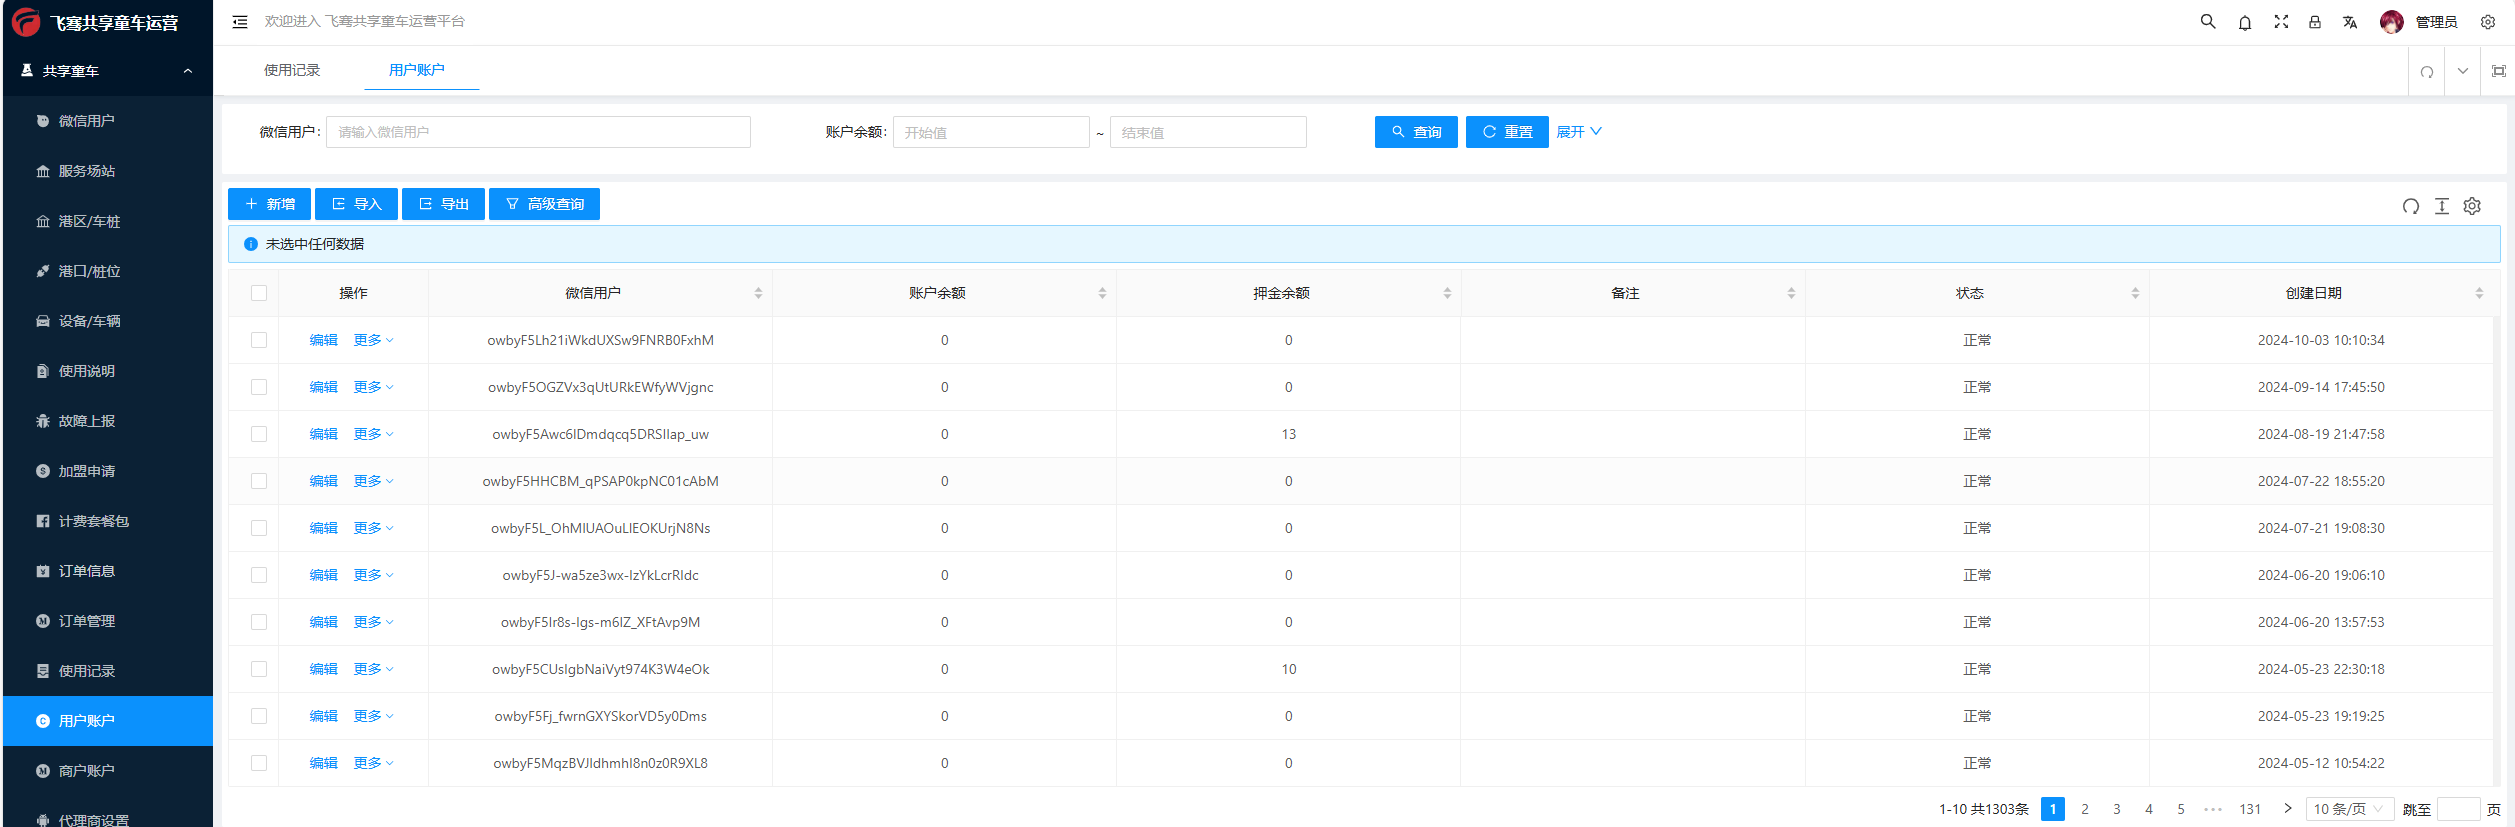 飞骞共享童车运营
欢迎进入 飞骞共享童车运营平台
管理员
共享童车
使用记录
用户账户
微信用户
服务场站
港区/车桩
港口/桩位
设备/车辆
使用说明
故障上报
加盟申请
计费套餐包
订单信息
订单管理
使用记录
用户账户
商户账户
代理商设置
微信用户: 请输入微信用户 账户余额: 开始值 ~ 结束值 查询 重置 展开
新增 导入 导出 高级查询
未选中任何数据
操作 微信用户 账户余额 押金余额 备注 状态 创建日期
编辑 更多 owbyF5Lh21iWkdUXSw9FNRB0FxhM 0 0 正常 2024-10-03 10:10:34
编辑 更多 owbyF5OGZVx3qUtURkEWfyWVjgnc 0 0 正常 2024-09-14 17:45:50
编辑 更多 owbyF5Awc6IDmdqcq5DRSIIap_uw 0 13 正常 2024-08-19 21:47:58
编辑 更多 owbyF5HHCBM_qPSAP0kpNC01cAbM 0 0 正常 2024-07-22 18:55:20
编辑 更多 owbyF5L_OhMIUAOuLIEOKUrjN8Ns 0 0 正常 2024-07-21 19:08:30
编辑 更多 owbyF5J-wa5ze3wx-IzYkLcrRIdc 0 0 正常 2024-06-20 19:06:10
编辑 更多 owbyF5Ir8s-Igs-m6IZ_XFtAvp9M 0 0 正常 2024-06-20 13:57:53
编辑 更多 owbyF5CUsIgbNaiVyt974K3W4eOk 0 10 正常 2024-05-23 22:30:18
编辑 更多 owbyF5Fj_fwrnGXYSkorVD5y0Dms 0 0 正常 2024-05-23 19:19:25
编辑 更多 owbyF5MqzBVJIdhmhI8n0z0R9XL8 0 0 正常 2024-05-12 10:54:22
1-10 共1303条 1 2 3 4 5 ••• 131 10 条/页 跳至 页